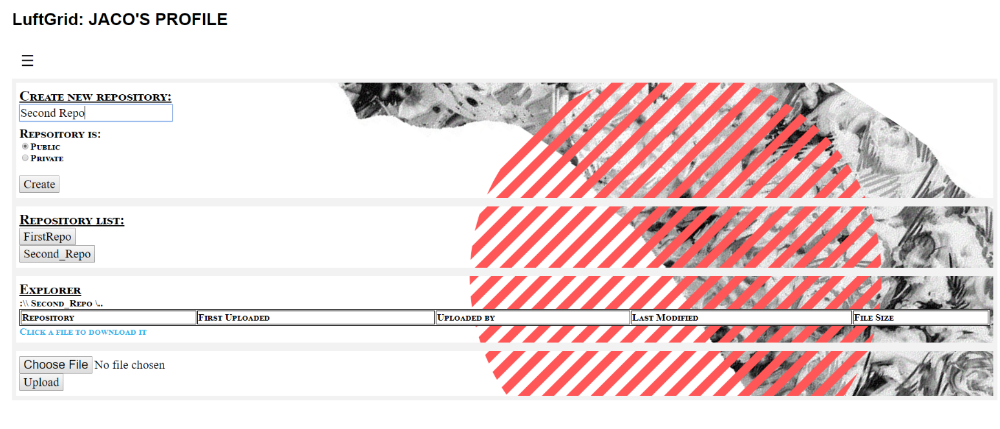 LuftGrid: JACO'S PROFILE
☰
Create new repository:
Second Repo
Repsoitory is:
Public
Private
Create
Repository list:
FirstRepo
Second_Repo
Explorer
:\\ Second_Repo \..
Repository First Uploaded Uploaded by Last Modified File Size
Click a file to download it
Choose File No file chosen
Upload